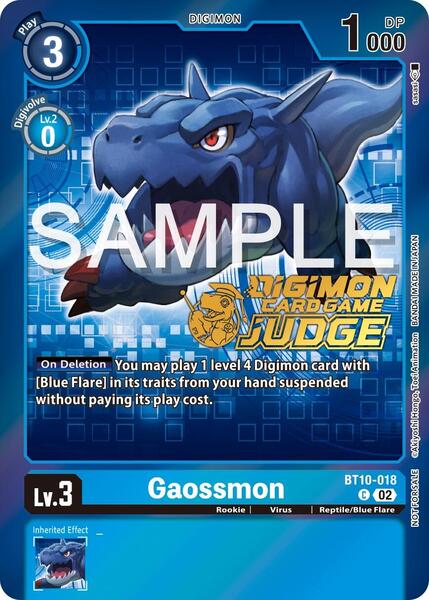 Play
3
DIGIMON
1000
DP
Digivolve
Lv.2
0
sasasi
SAMPLE
DIGIMON
CARD GAME
JUDGE
On Deletion You may play 1 level 4 Digimon card with
[Blue Flare] in its traits from your hand suspended
without paying its play cost.
©Akiyoshi Hongo, Toei Animation BANDAI MADE IN JAPAN
NOT FOR SALE
Lv.3
Gaossmon
BT10-018
C 02
Rookie | Virus | Reptile/Blue Flare
Inherited Effect –